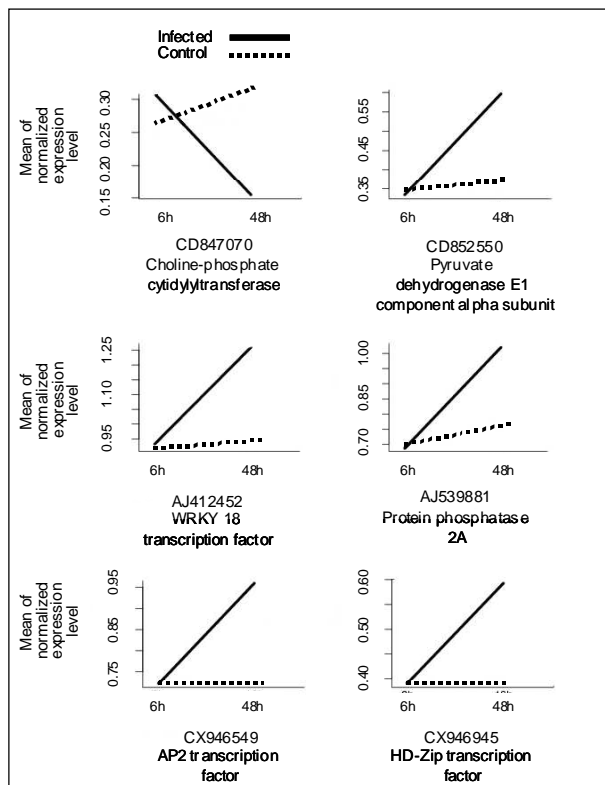 Infected
Control
Mean of
normalized
expression
level
0.15 0.20 0.25 0.30
6h 48h
CD847070
Choline-phosphate
cytidylyltransferase
0.35 0.45 0.55
6h 48h
CD852550
Pyruvate
dehydrogenase E1
component alpha subunit
Mean of
normalized
expression
level
0.95 1.10 1.25
6h 48h
AJ412452
WRKY 18
transcription factor
0.70 0.85 1.00
6h 48h
AJ539881
Protein phosphatase
2A
Mean of
normalized
expression
level
0.75 0.85 0.95
6h 48h
CX946549
AP2 transcription
factor
0.40 0.50 0.60
6h 48h
CX946945
HD-Zip transcription
factor